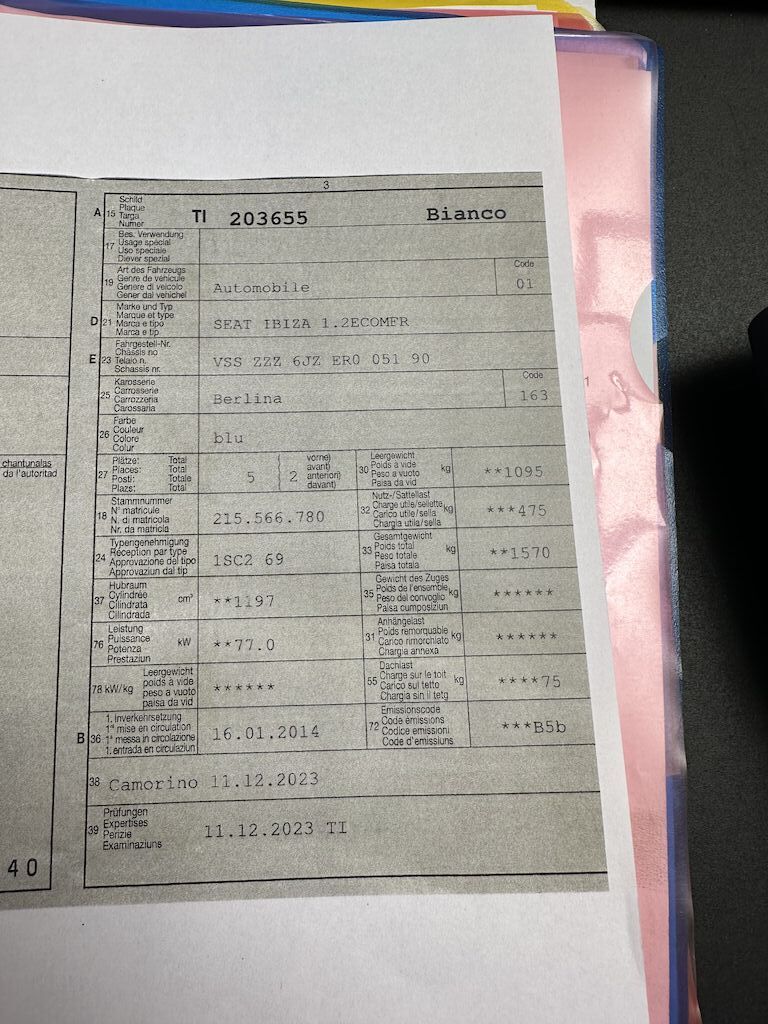 3
A 15 Schild
Plaque
Targa
Numer
TI 203655 Bianco
17 Bes. Verwendung
Usage spécial
Uso speciale
Diever spezial
19 Art des Fahrzeugs
Genre de véhicule
Genere di veicolo
Gener dal vehichel
Automobile
Code
01
D 21 Marke und Typ
Marque et type
Marca e tipo
Marca e tip
SEAT IBIZA 1.2ECOMFR
E 23 Fahrgestell-Nr.
Châssis no
Telaio n.
Schassis nr.
VSS ZZZ 6JZ ER0 051 90
25 Karosserie
Carrosserie
Carrozzeria
Carossaria
Berlina
Code
163
26 Farbe
Couleur
Colore
Colur
blu
27 Plätze: Total
Places: Total
Posti: Totale
Plazs: Totale
5
2
vorne)
avant)
anteriori)
davant)
30 Leergewicht
Poids à vide
Peso a vuoto
Paisa da vid
kg
**1095
18 Stammnummer
N° matricule
N. di matricola
Nr. da matricla
215.566.780
32 Nutz-/Sattellast
Charge utile/sellette
Carico utile/sella
Chargia utila/sella
kg
***475
24 Typengenehmigung
Réception par type
Approvazione del tipo
Approvaziun dal tip
1SC2 69
33 Gesamtgewicht
Poids total
Peso totale
Paisa totala
kg
**1570
37 Hubraum
Cylindrée
Cilindrata
Cilindrada
cm³
**1197
35 Gewicht des Zuges
Poids de l'ensemble
Peso del convoglio
Paisa cumposiziun
kg
******
76 Leistung
Puissance
Potenza
Prestaziun
kW
**77.0
31 Anhängelast
Poids remorquable
Carico rimorchiato
Chargia annexa
kg
******
78 kW/kg
Leergewicht
poids à vide
peso a vuoto
paisa da vid
******
55 Dachlast
Charge sur le toit
Carico sul tetto
Chargia sin il tetg
kg
****75
B 36 1. Inverkehrsetzung
1re mise en circulation
1a messa in circolazione
1. entrada en circulaziun
16.01.2014
72 Emissionscode
Code émissions
Codice emissioni
Code d'emissiuns
***B5b
38 Camorino 11.12.2023
39 Prüfungen
Expertises
Perizie
Examinaziuns
11.12.2023 TI
chantunalas
da l'autoritad
40
1